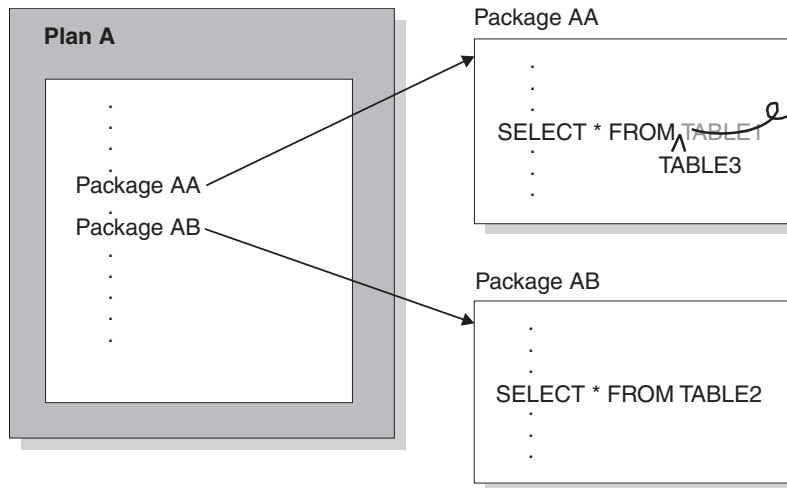 Plan A
.
.
.
.
Package AA
.
Package AB
.
.
.
.
.
Package AA
.
.
.
SELECT * FROM TABLE1
TABLE3
.
.
.
Package AB
.
.
.
SELECT * FROM TABLE2
.
.
.